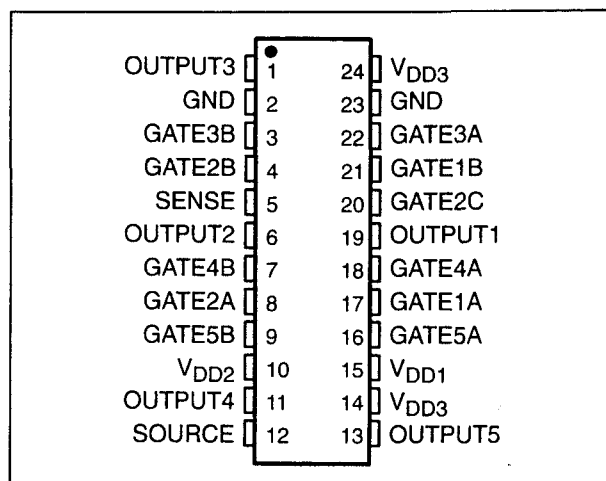 OUTPUT3 1 24 VDD3
GND 2 23 GND
GATE3B 3 22 GATE3A
GATE2B 4 21 GATE1B
SENSE 5 20 GATE2C
OUTPUT2 6 19 OUTPUT1
GATE4B 7 18 GATE4A
GATE2A 8 17 GATE1A
GATE5B 9 16 GATE5A
VDD2 10 15 VDD1
OUTPUT4 11 14 VDD3
SOURCE 12 13 OUTPUT5